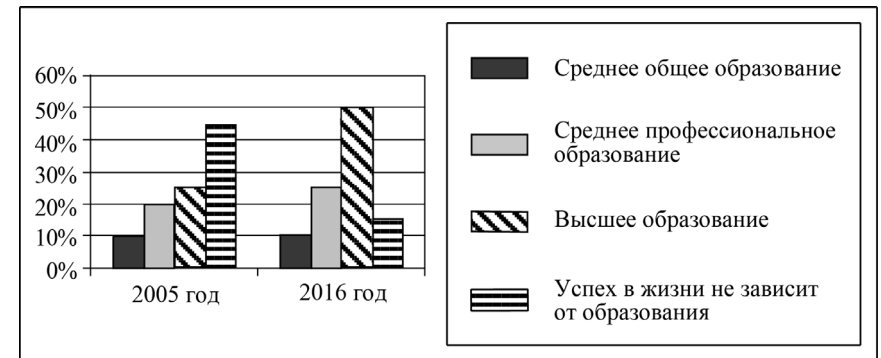 60%
50%
40%
30%
20%
10%
0%
2005 год
2016 год
Среднее общее образование
Среднее профессиональное
образование
Высшее образование
Успех в жизни не зависит
от образования